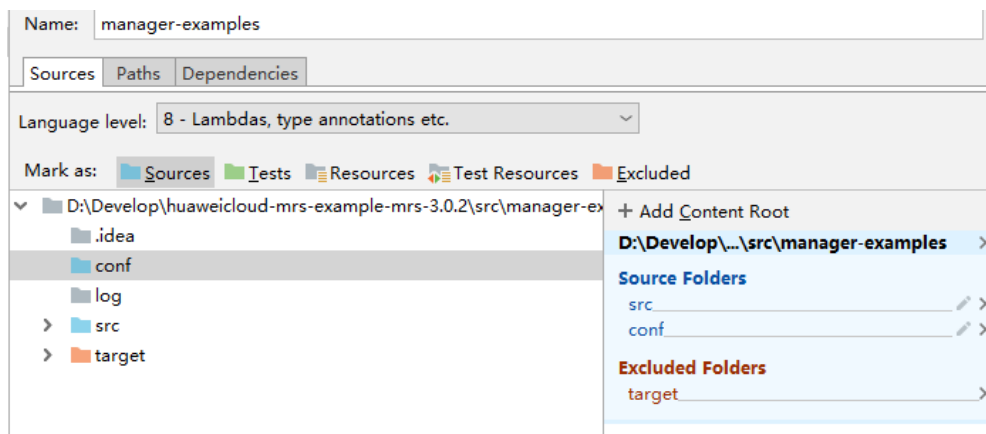 Name: manager-examples
Sources Paths Dependencies
Language level: 8 - Lambdas, type annotations etc.
Mark as: Sources Tests Resources Test Resources Excluded
D:\Develop\huaweicloud-mrs-example-mrs-3.0.2\src\manager-ex
.idea
conf
log
src
target
+ Add Content Root
D:\Develop\...\src\manager-examples
Source Folders
src
conf
Excluded Folders
target